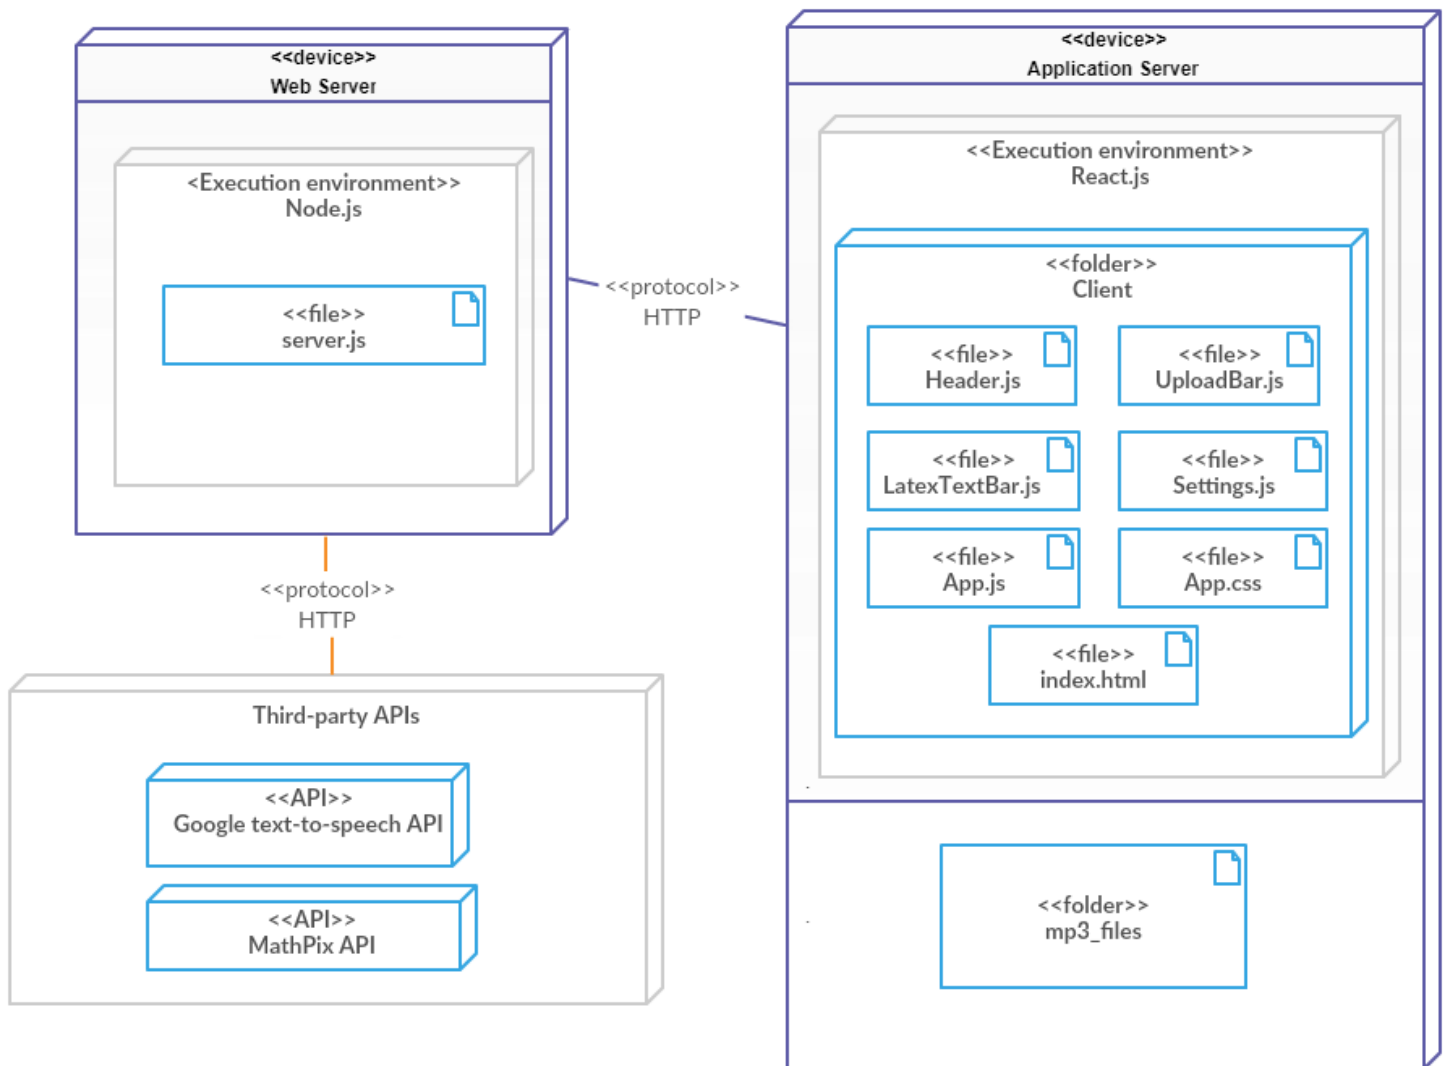 <<device>>
Web Server
<Execution environment>>
Node.js
<<file>>
server.js
<<protocol>>
HTTP
<<device>>
Application Server
<<Execution environment>>
React.js
<<folder>>
Client
<<file>>
Header.js
<<file>>
UploadBar.js
<<file>>
LatexTextBar.js
<<file>>
Settings.js
<<file>>
App.js
<<file>>
App.css
<<file>>
index.html
<<folder>>
mp3_files
<<protocol>>
HTTP
Third-party APIs
<<API>>
Google text-to-speech API
<<API>>
MathPix API